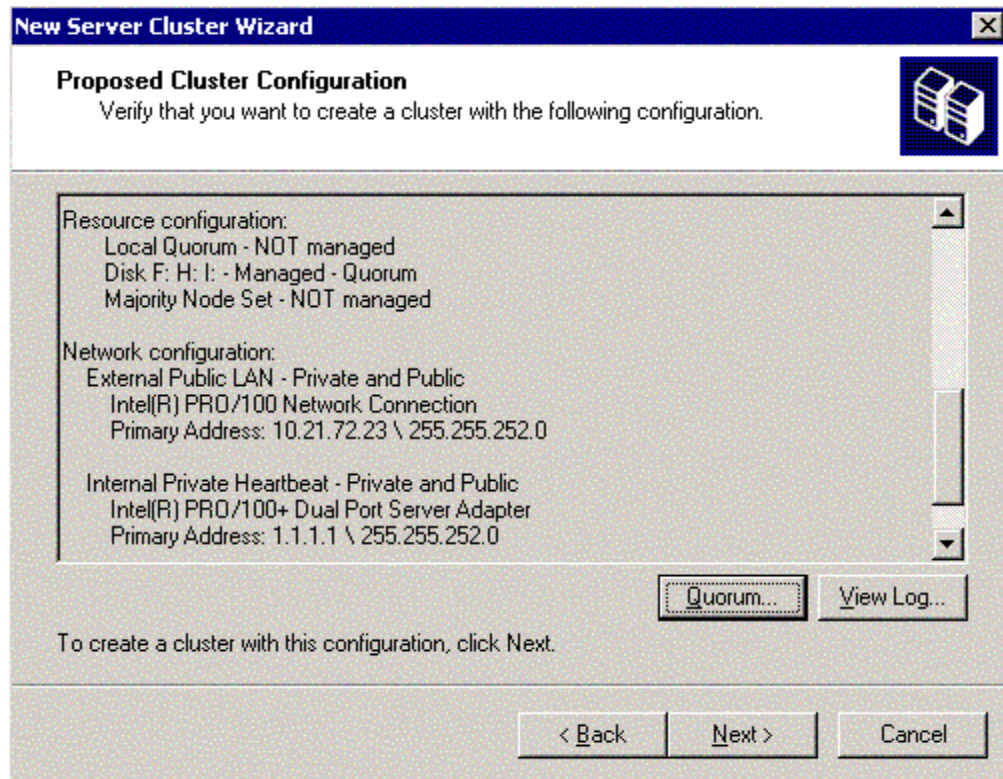 New Server Cluster Wizard
Proposed Cluster Configuration
Verify that you want to create a cluster with the following configuration.
Resource configuration:
Local Quorum - NOT managed
Disk F: H: I: - Managed - Quorum
Majority Node Set - NOT managed
Network configuration:
External Public LAN - Private and Public
Intel(R) PRO/100 Network Connection
Primary Address: 10.21.72.23 \ 255.255.252.0
Internal Private Heartbeat - Private and Public
Intel(R) PRO/100+ Dual Port Server Adapter
Primary Address: 1.1.1.1 \ 255.255.252.0
Quorum... View Log...
To create a cluster with this configuration, click Next.
< Back Next > Cancel